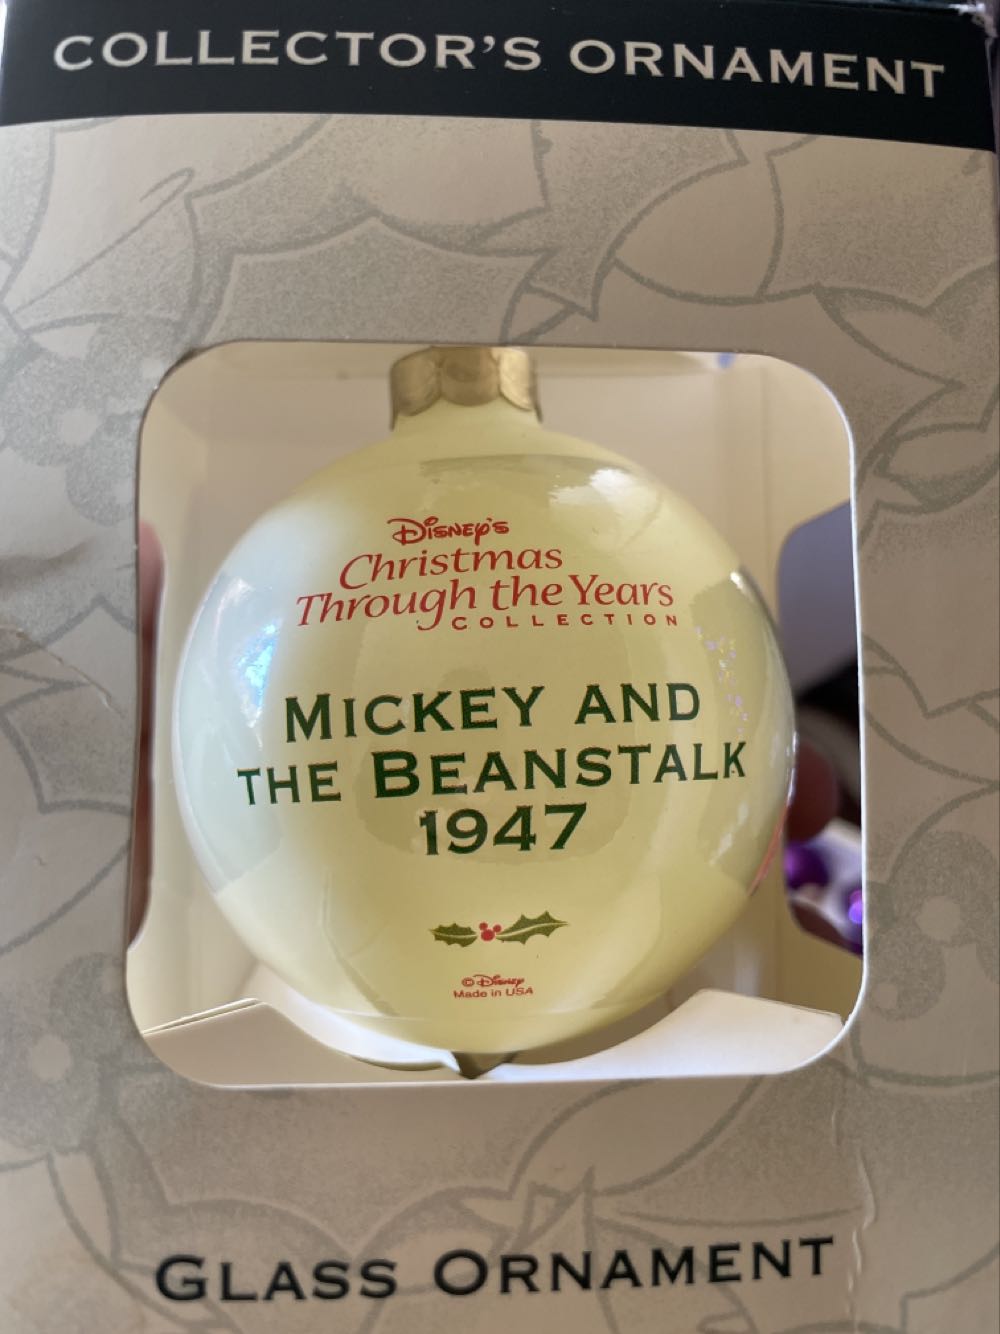 COLLECTOR'S ORNAMENT
DISNEY'S
Christmas
Through the Years
COLLECTION
MICKEY AND
THE BEANSTALK
1947
© Disney
Made in USA
GLASS ORNAMENT